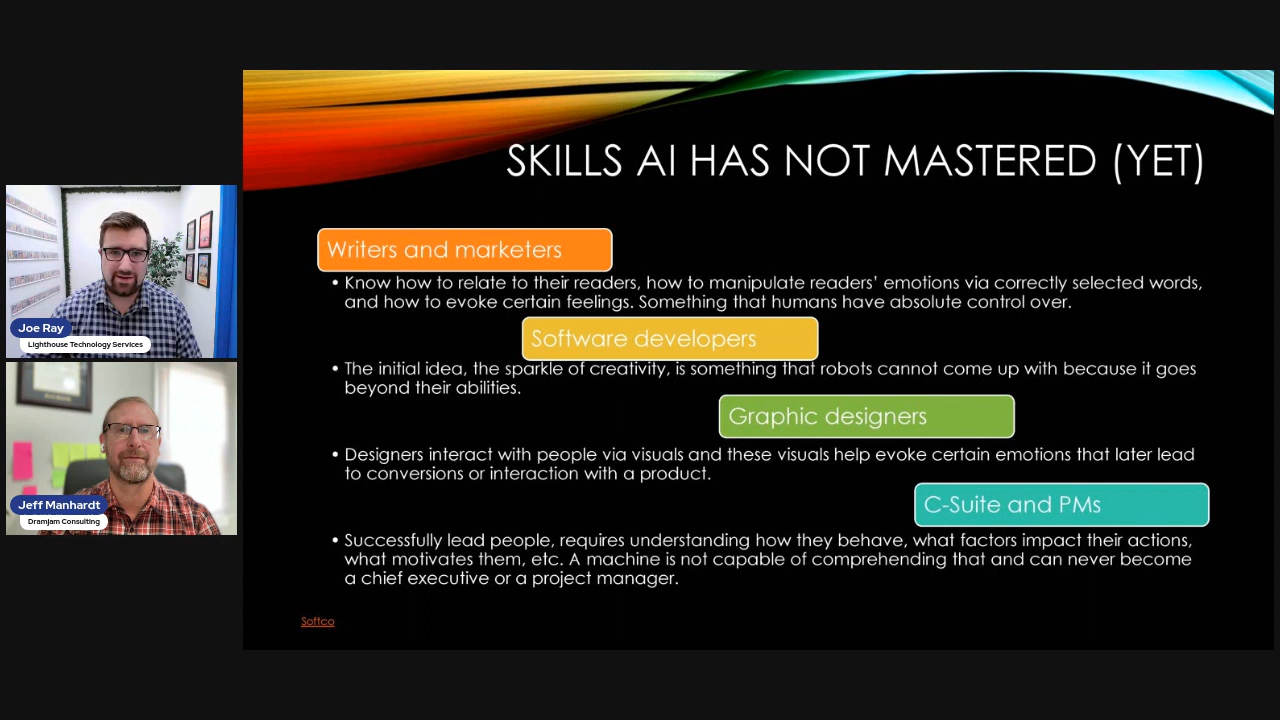 SKILLS AI HAS NOT MASTERED (YET)
Writers and marketers
• Know how to relate to their readers, how to manipulate readers’ emotions via correctly selected words,
and how to evoke certain feelings. Something that humans have absolute control over.
Software developers
• The initial idea, the sparkle of creativity, is something that robots cannot come up with because it goes
beyond their abilities.
Graphic designers
• Designers interact with people via visuals and these visuals help evoke certain emotions that later lead
to conversions or interaction with a product.
C-Suite and PMs
• Successfully lead people, requires understanding how they behave, what factors impact their actions,
what motivates them, etc. A machine is not capable of comprehending that and can never become
a chief executive or a project manager.
Softco
Joe Ray
Lighthouse Technology Services
Jeff Manhardt
Dramjam Consulting